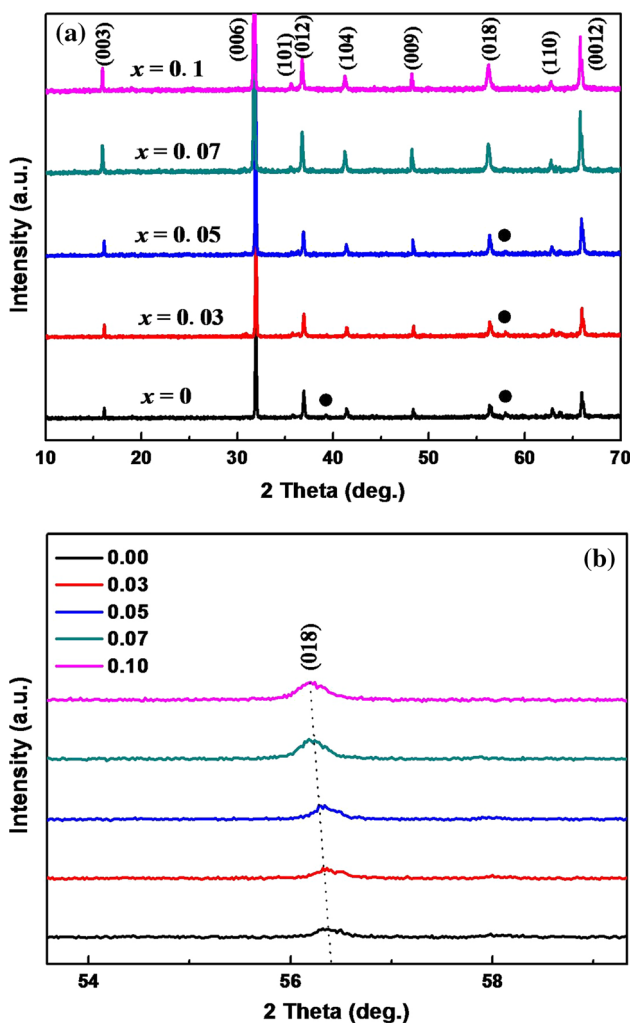 (a)
(003)
(006)
(101)
(012)
(104)
(009)
(018)
(110)
(0012)
x = 0. 1
x = 0. 07
x = 0. 05
x = 0. 03
x = 0
Intensity (a.u.)
10 20 30 40 50 60 70
2 Theta (deg.)
(b)
0.00
0.03
0.05
0.07
0.10
(018)
Intensity (a.u.)
54 56 58
2 Theta (deg.)